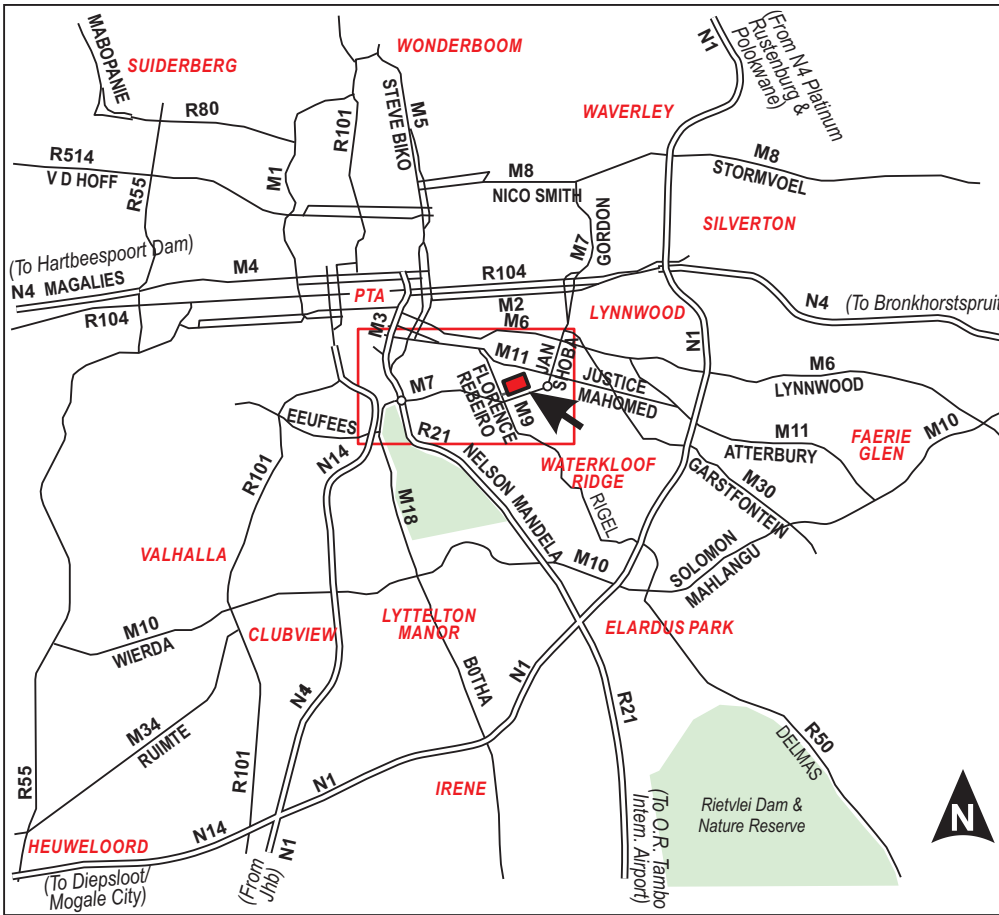 MABOPANIE
SUIDERBERG
WONDERBOOM
N1
(From N4 Platinum
Rustenburg &
Polokwane)
R80
R101
M5
STEVE BIKO
WAVERLEY
R514
V D HOFF
R55
M1
M8
NICO SMITH
M8
STORMVOEL
M7
GORDON
SILVERTON
(To Hartbeespoort Dam)
N4 MAGALIES
M4
R104
PTA
R104
M2
M6
LYNNWOOD
N4
(To Bronkhorstspruit
M3
M11
JAN
SHOBA
N1
M6
LYNNWOOD
JUSTICE
MAHOMED
M7
FLORENCE
REBEIRO
M9
EEUFEES
R21
N14
M11
ATTERBURY
FAERIE
GLEN
M10
R101
M18
NELSON MANDELA
WATERKLOOF
RIDGE
RIGEL
M30
GARSTFONTEIN
VALHALLA
M10
SOLOMON
MAHLANGU
M10
WIERDA
CLUBVIEW
LYTTELTON
MANOR
ELARDUS PARK
BOTHA
N4
N1
R21
M34
RUIMTE
R55
R101
N1
IRENE
R50
DELMAS
Rietvlei Dam &
Nature Reserve
N14
HEUWELOORD
(To Diepsloot/
Mogale City)
(From
Jhb)
N1
(To O.R. Tambo
Intern. Airport)
N